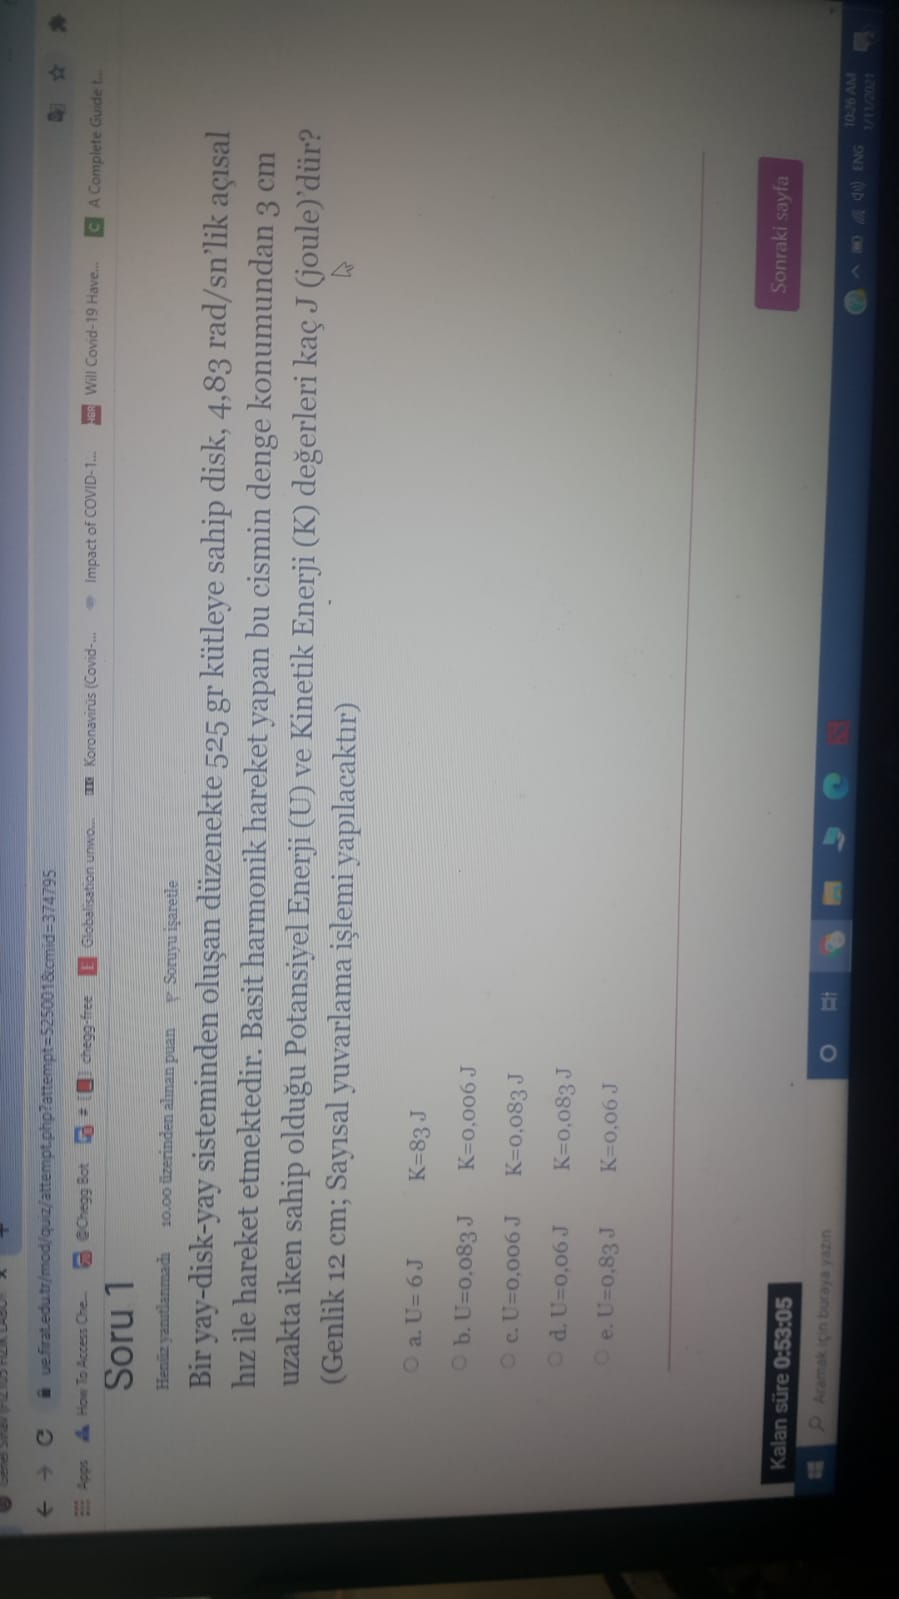 ue.firat.edu.tr/mod/quiz/attempt.php?attempt=525001&cmid=374795
Apps How To Access Che... @Chegg Bot # [ ] chegg-free E Globalisation unwo... Koronavirüs (Covid-... Impact of COVID-1... Will Covid-19 Have... C A Complete Guide t...
Soru 1
Henüz yanıtlanmadı 10.00 üzerinden alınan puan Soruyu işaretle
Bir yay-disk-yay sisteminden oluşan düzenekte 525 gr kütleye sahip disk, 4,83 rad/sn'lik açısal
hız ile hareket etmektedir. Basit harmonik hareket yapan bu cismin denge konumundan 3 cm
uzakta iken sahip olduğu Potansiyel Enerji (U) ve Kinetik Enerji (K) değerleri kaç J (joule)'dür?
(Genlik 12 cm; Sayısal yuvarlama işlemi yapılacaktır)
a. U= 6 J K=83 J
b. U=0,083 J K=0,006 J
c. U=0,006 J K=0,083 J
d. U=0,06 J K=0,083 J
e. U=0,83 J K=0,06 J
Sonraki sayfa
Kalan süre 0:53:05
Aramak için buraya yazın
ENG
10:26 AM
1/11/2021